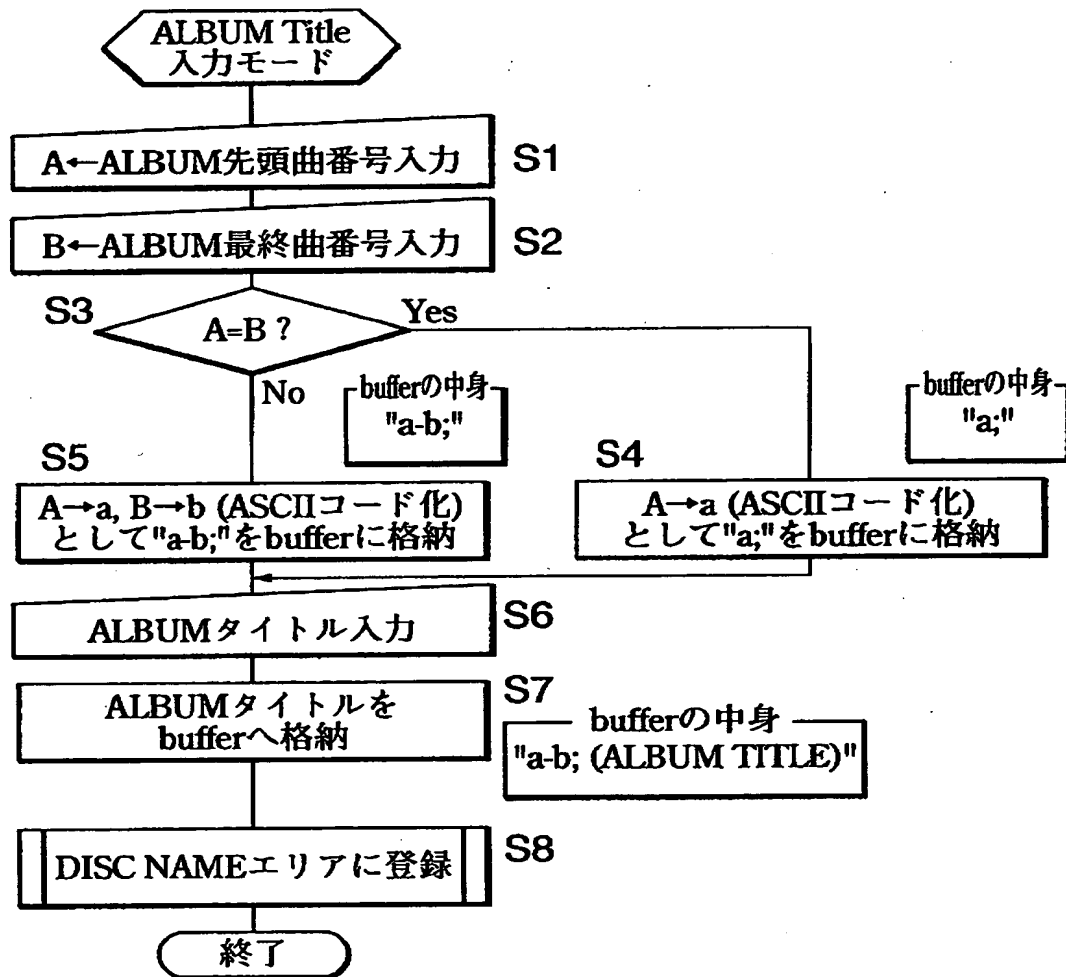 ALBUM Title
入力モード
A←ALBUM先頭曲番号入力
S1
B←ALBUM最終曲番号入力
S2
S3
A=B ?
Yes
No
bufferの中身
"a-b;"
bufferの中身
"a;"
S5
A→a, B→b (ASCIIコード化)
として"a-b;"をbufferに格納
S4
A→a (ASCIIコード化)
として"a;"をbufferに格納
ALBUMタイトル入力
S6
ALBUMタイトルを
bufferへ格納
S7
bufferの中身
"a-b; (ALBUM TITLE)"
DISC NAMEエリアに登録
S8
終了